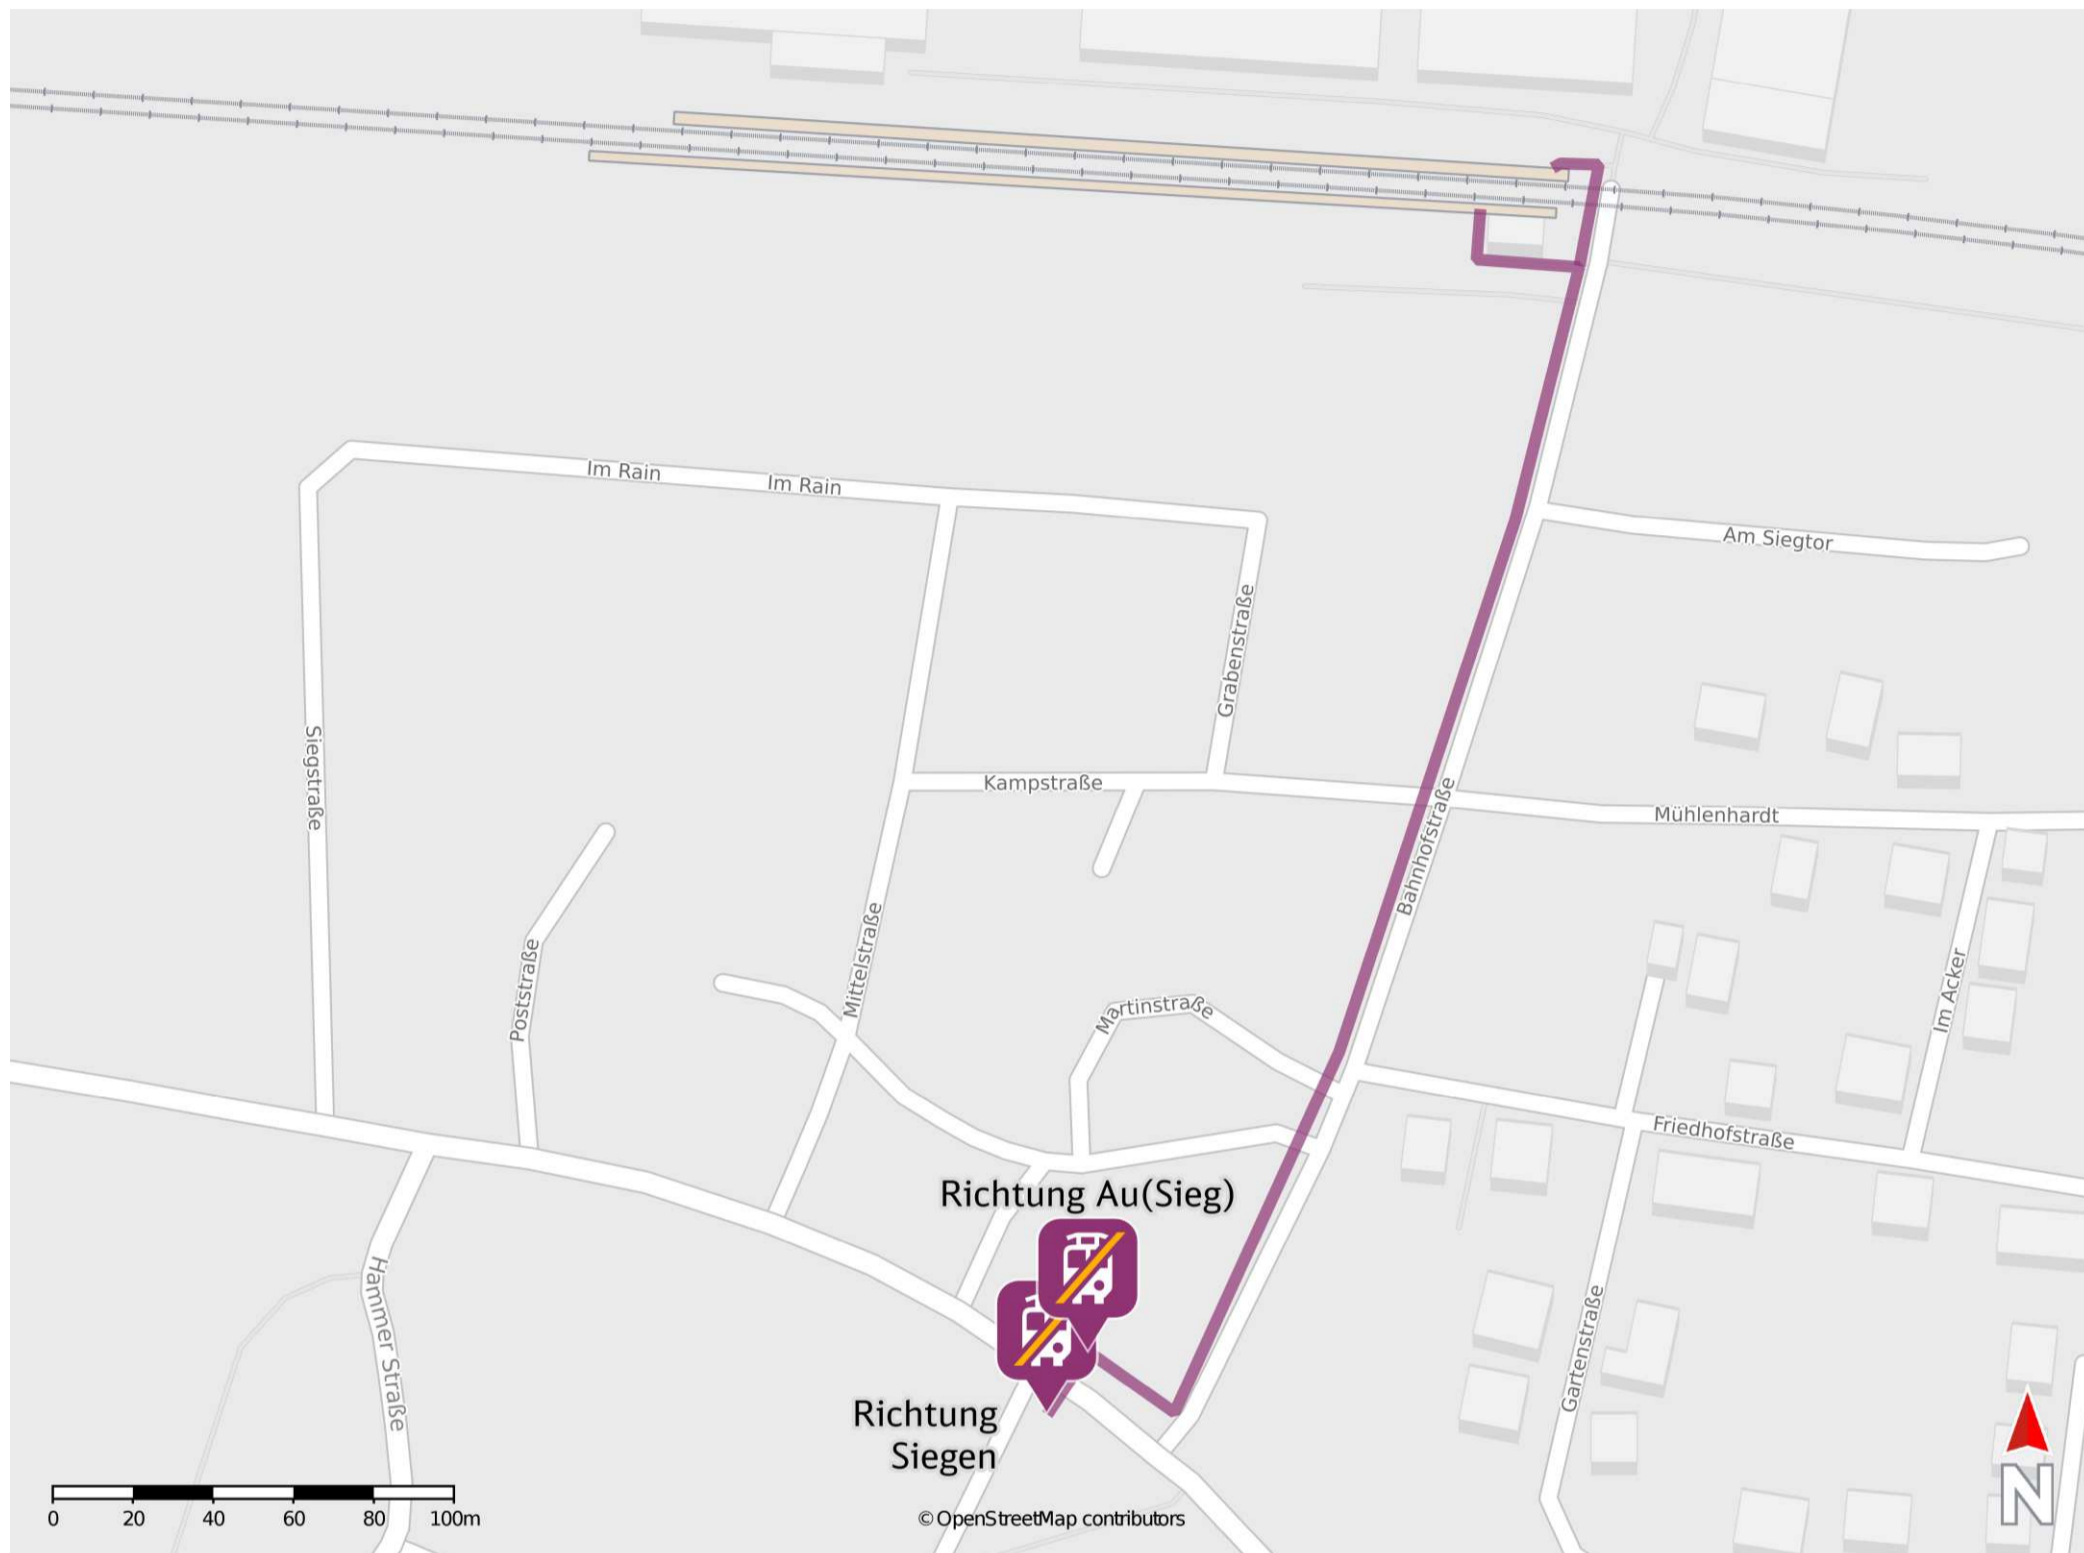 Im Rain
Im Rain
Am Siegtor
Grabenstraße
Siegstraße
Kampstraße
Mühlenhardt
Bahnhofstraße
Mittelstraße
Poststraße
Martinstraße
Im Acker
Friedhofstraße
Richtung Au(Sieg)
Hammer Straße
Gartenstraße
Richtung
Siegen
N
0 20 40 60 80 100m
© OpenStreetMap contributors